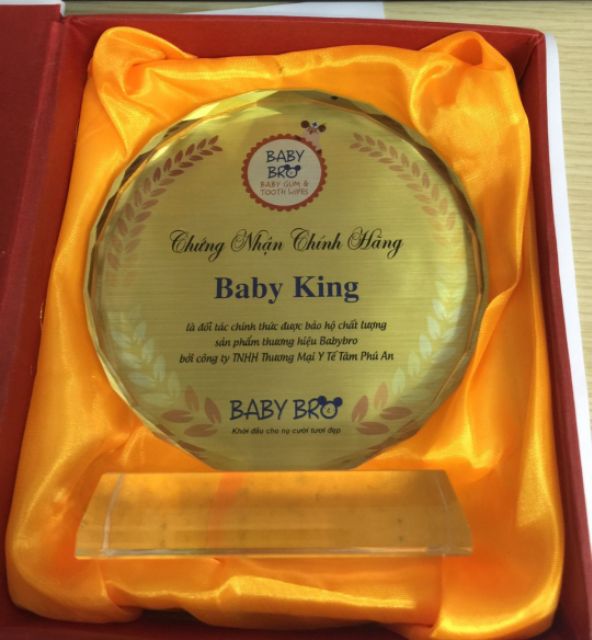 BABY
BRO
BABY GUM &
TOOTH WIPES
Chứng Nhận Chính Hãng
Baby King
là đối tác chính thức được bảo hộ chất lượng
sản phẩm thương hiệu Babybro
bởi công ty TNHH Thương Mại Y Tế Tâm Phú An
BABY BRO
Khởi đầu cho nụ cười tươi đẹp